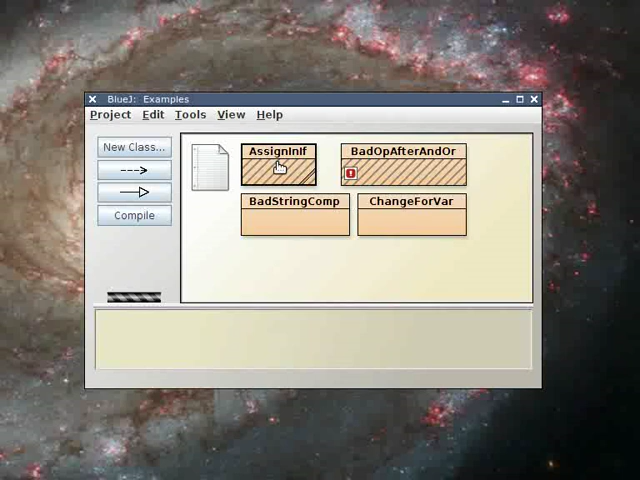 BlueJ: Examples
Project Edit Tools View Help
New Class...
Compile
AssignInIf
BadOpAfterAndOr
BadStringComp
ChangeForVar